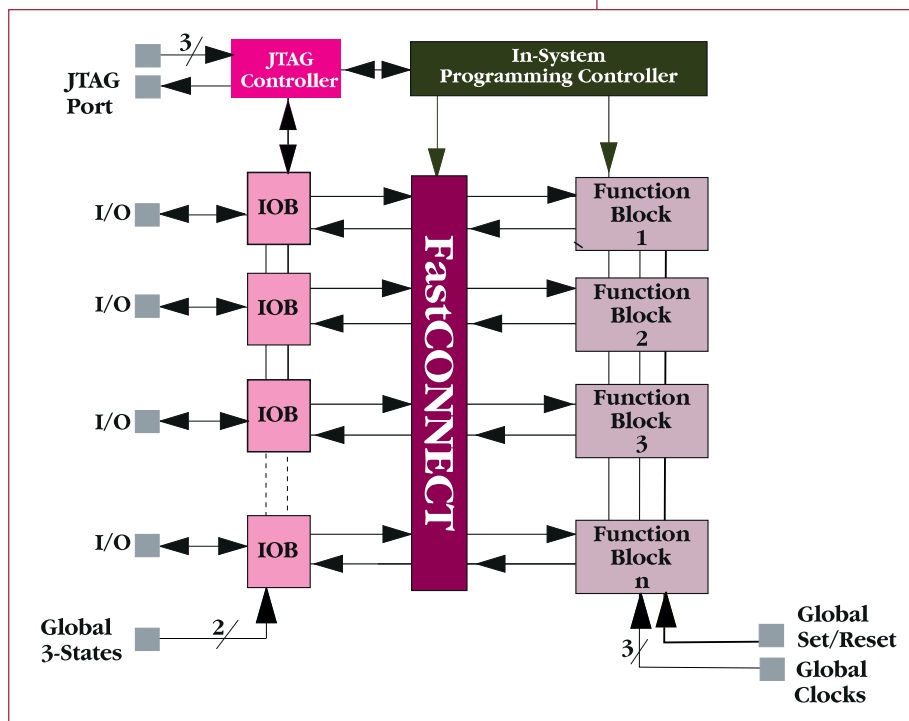 3
JTAG
Controller
In-System
Programming Controller
JTAG
Port
I/O
IOB
Function
Block
1
I/O
IOB
Function
Block
2
FastCONNECT
I/O
IOB
Function
Block
3
I/O
IOB
Function
Block
n
Global
3-States
2
3
Global
Set/Reset
Global
Clocks